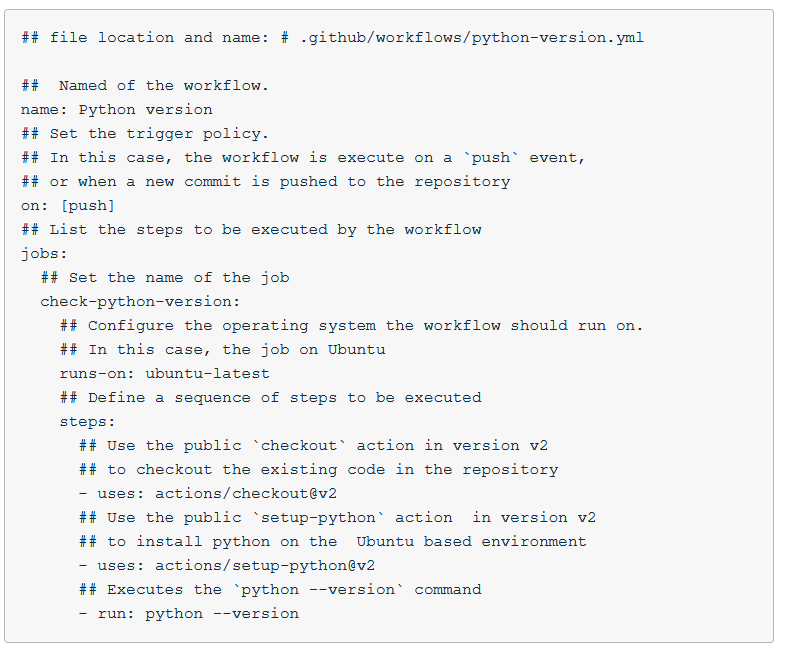 ## file location and name: # .github/workflows/python-version.yml

##  Named of the workflow.
name: Python version
## Set the trigger policy.
## In this case, the workflow is execute on a `push` event,
## or when a new commit is pushed to the repository
on: [push]
## List the steps to be executed by the workflow
jobs:
  ## Set the name of the job
  check-python-version:
    ## Configure the operating system the workflow should run on.
    ## In this case, the job on Ubuntu
    runs-on: ubuntu-latest
    ## Define a sequence of steps to be executed
    steps:
      ## Use the public `checkout` action in version v2
      ## to checkout the existing code in the repository
      - uses: actions/checkout@v2
      ## Use the public `setup-python` action  in version v2
      ## to install python on the  Ubuntu based environment
      - uses: actions/setup-python@v2
      ## Executes the `python --version` command
      - run: python --version